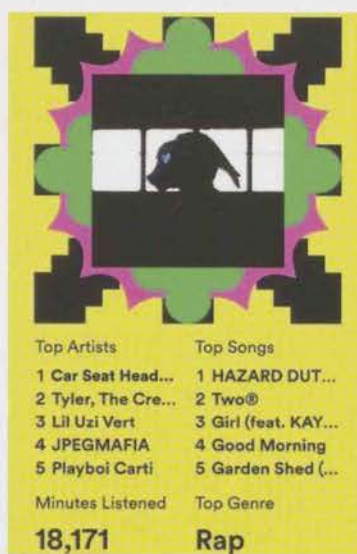 Top Artists
1 Car Seat Head...
2 Tyler, The Cre...
3 Lil Uzi Vert
4 JPEGMAFIA
5 Playboi Carti
Top Songs
1 HAZARD DUT...
2 Two®
3 Girl (feat. KAY...
4 Good Morning
5 Garden Shed (...
Minutes Listened
18,171
Top Genre
Rap